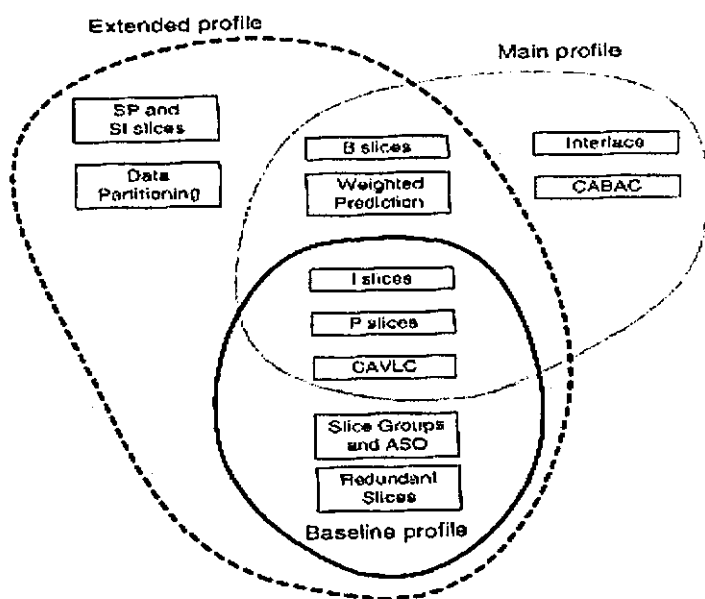 Extended profile
Main profile
SP and
SI slices
Data
Partitioning
B slices
Weighted
Prediction
Interlace
CABAC
I slices
P slices
CAVLC
Slice Groups
and ASO
Redundant
Slices
Baseline profile